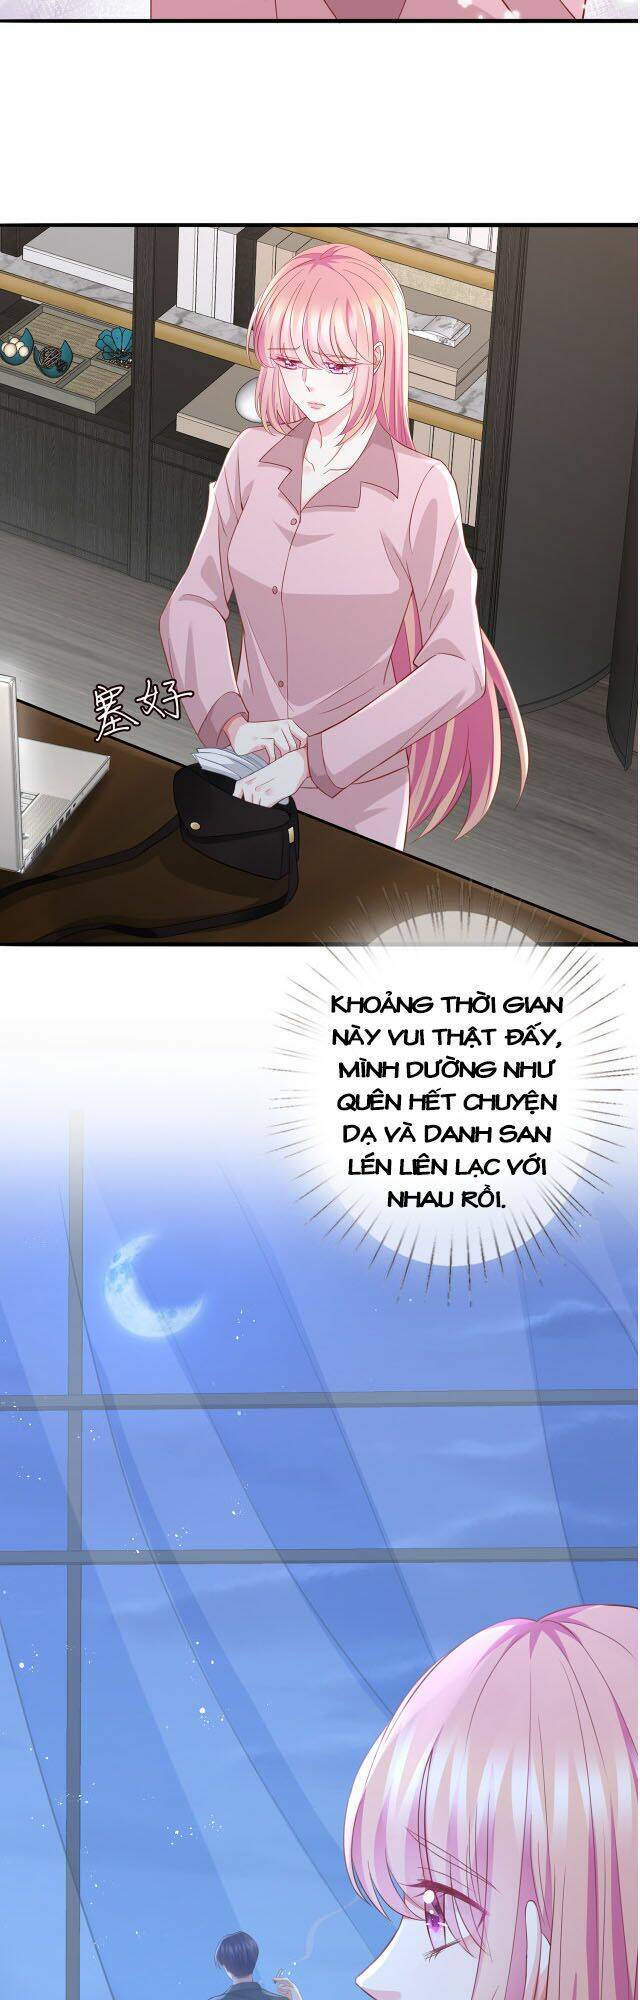 塞好
KHOẢNG THỜI GIAN
NÀY VUI THẬT ĐẤY,
MÌNH DƯỜNG NHƯ
QUÊN HẾT CHUYỆN
DẠ VÀ DANH SAN
LÉN LIÊN LẠC VỚI
NHAU RỒI.